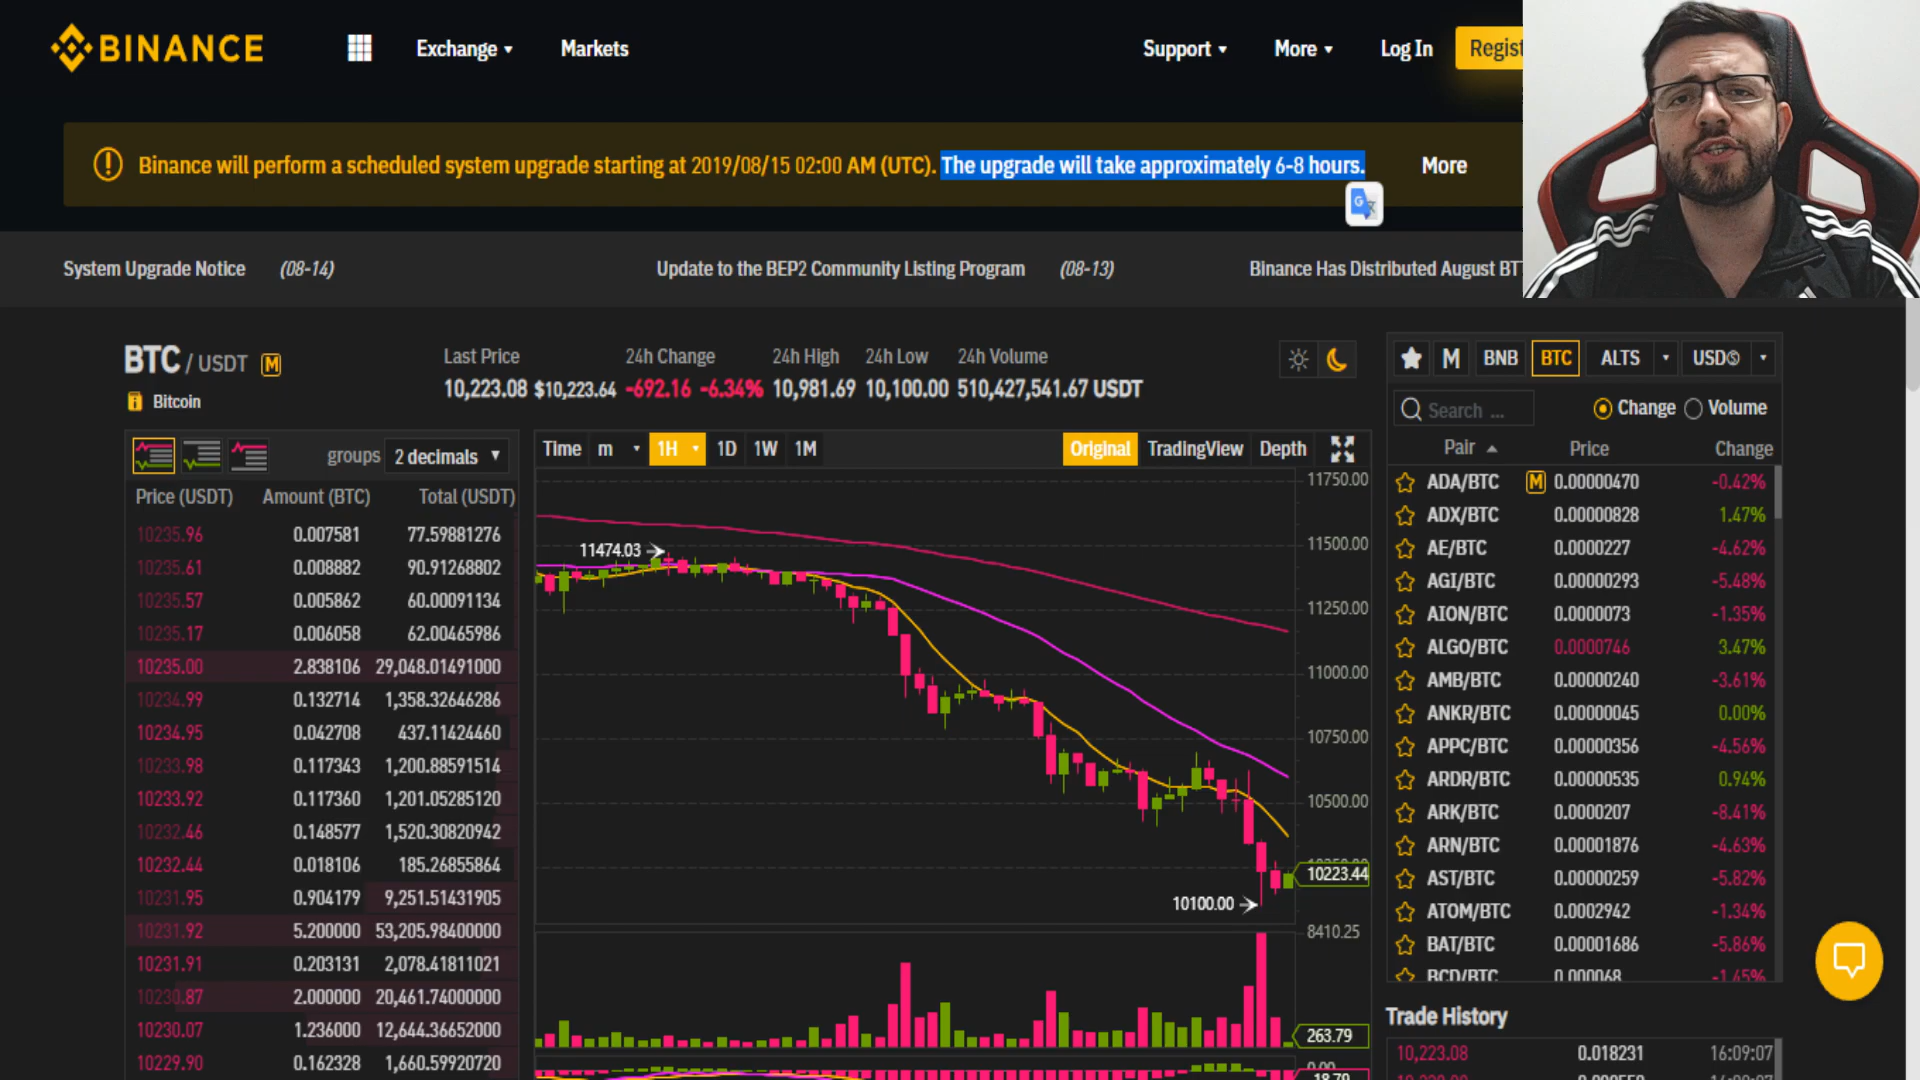 BINANCE
Exchange
Markets
Support
More
Log In
Binance will perform a scheduled system upgrade starting at 2019/08/15 02:00 AM (UTC). The upgrade will take approximately 6-8 hours.
More
System Upgrade Notice (08-14)
Update to the BEP2 Community Listing Program (08-13)
Binance Has Distributed August
BTC / USDT M
Bitcoin
Last Price 24h Change 24h High 24h Low 24h Volume
10,223.08 $10,223.64 -692.16 -6.34% 10,981.69 10,100.00 510,427,541.67 USDT
groups 2 decimals
Price (USDT) Amount (BTC) Total (USDT)
10235.96 0.007581 77.59881276
10235.61 0.008882 90.91268802
10235.57 0.005862 60.00091134
10235.17 0.006058 62.00465986
10235.00 2.838106 29,048.01491000
10234.99 0.132714 1,358.32646286
10234.95 0.042708 437.11424460
10233.98 0.117343 1,200.88591514
10233.92 0.117360 1,201.05285120
10232.46 0.148577 1,520.30820942
10232.44 0.018106 185.26855864
10231.95 0.904179 9,251.51431905
10231.92 5.200000 53,205.98400000
10231.91 0.203131 2,078.41811021
10230.87 2.000000 20,461.74000000
10230.07 1.236000 12,644.36652000
10229.90 0.162328 1,660.59920720
Time m 1H 1D 1W 1M
Original TradingView Depth
11750.00
11500.00
11250.00
11000.00
10750.00
10500.00
10223.44
11474.03
10100.00
8410.25
263.79
M BNB BTC ALTS USDⓈ
Search ...
Change Volume
Pair Price Change
ADA/BTC M 0.00000470 -0.42%
ADX/BTC 0.00000828 1.47%
AE/BTC 0.0000227 -4.62%
AGI/BTC 0.00000293 -5.48%
AION/BTC 0.0000073 -1.35%
ALGO/BTC 0.0000746 3.47%
AMB/BTC 0.00000240 -3.61%
ANKR/BTC 0.00000045 0.00%
APPC/BTC 0.00000356 -4.56%
ARDR/BTC 0.00000535 0.94%
ARK/BTC 0.0000207 -8.41%
ARN/BTC 0.00001876 -4.63%
AST/BTC 0.00000259 -5.82%
ATOM/BTC 0.0002942 -1.34%
BAT/BTC 0.00001686 -5.86%
BCD/BTC 0.000068 -1.45%
Trade History
10,223.08 0.018231 16:09:07